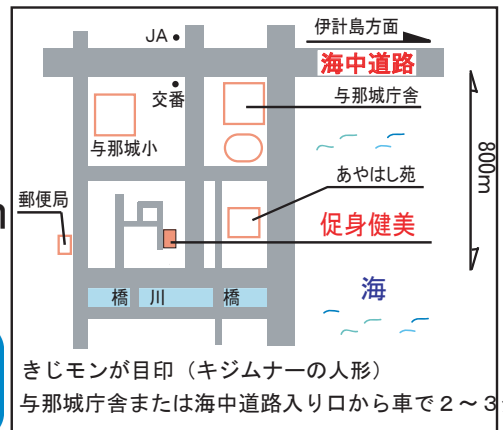 JA
伊計島方面
海中道路
交番
与那城庁舎
与那城小
800m
あやはし苑
郵便局
促身健美
海
橋 川 橋
きじモンが目印（キジムナーの人形）
与那城庁舎または海中道路入り口から車で２～３